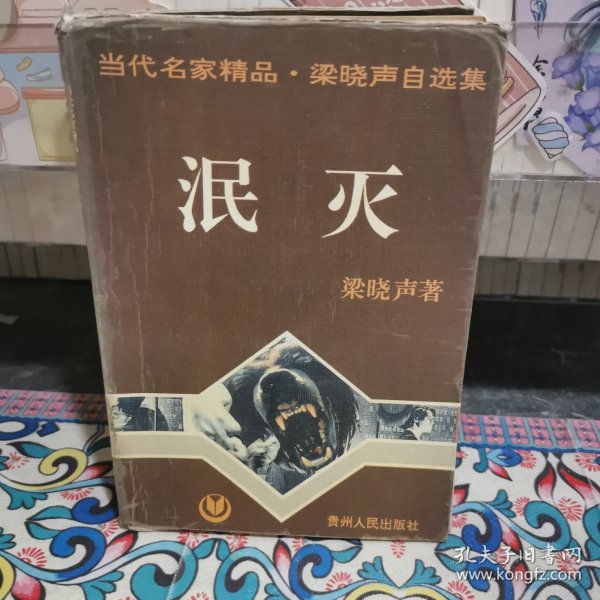 当代名家精品·梁晓声自选集
泯灭
梁晓声著
贵州人民出版社
孔夫子旧书网
www.kongfz.com